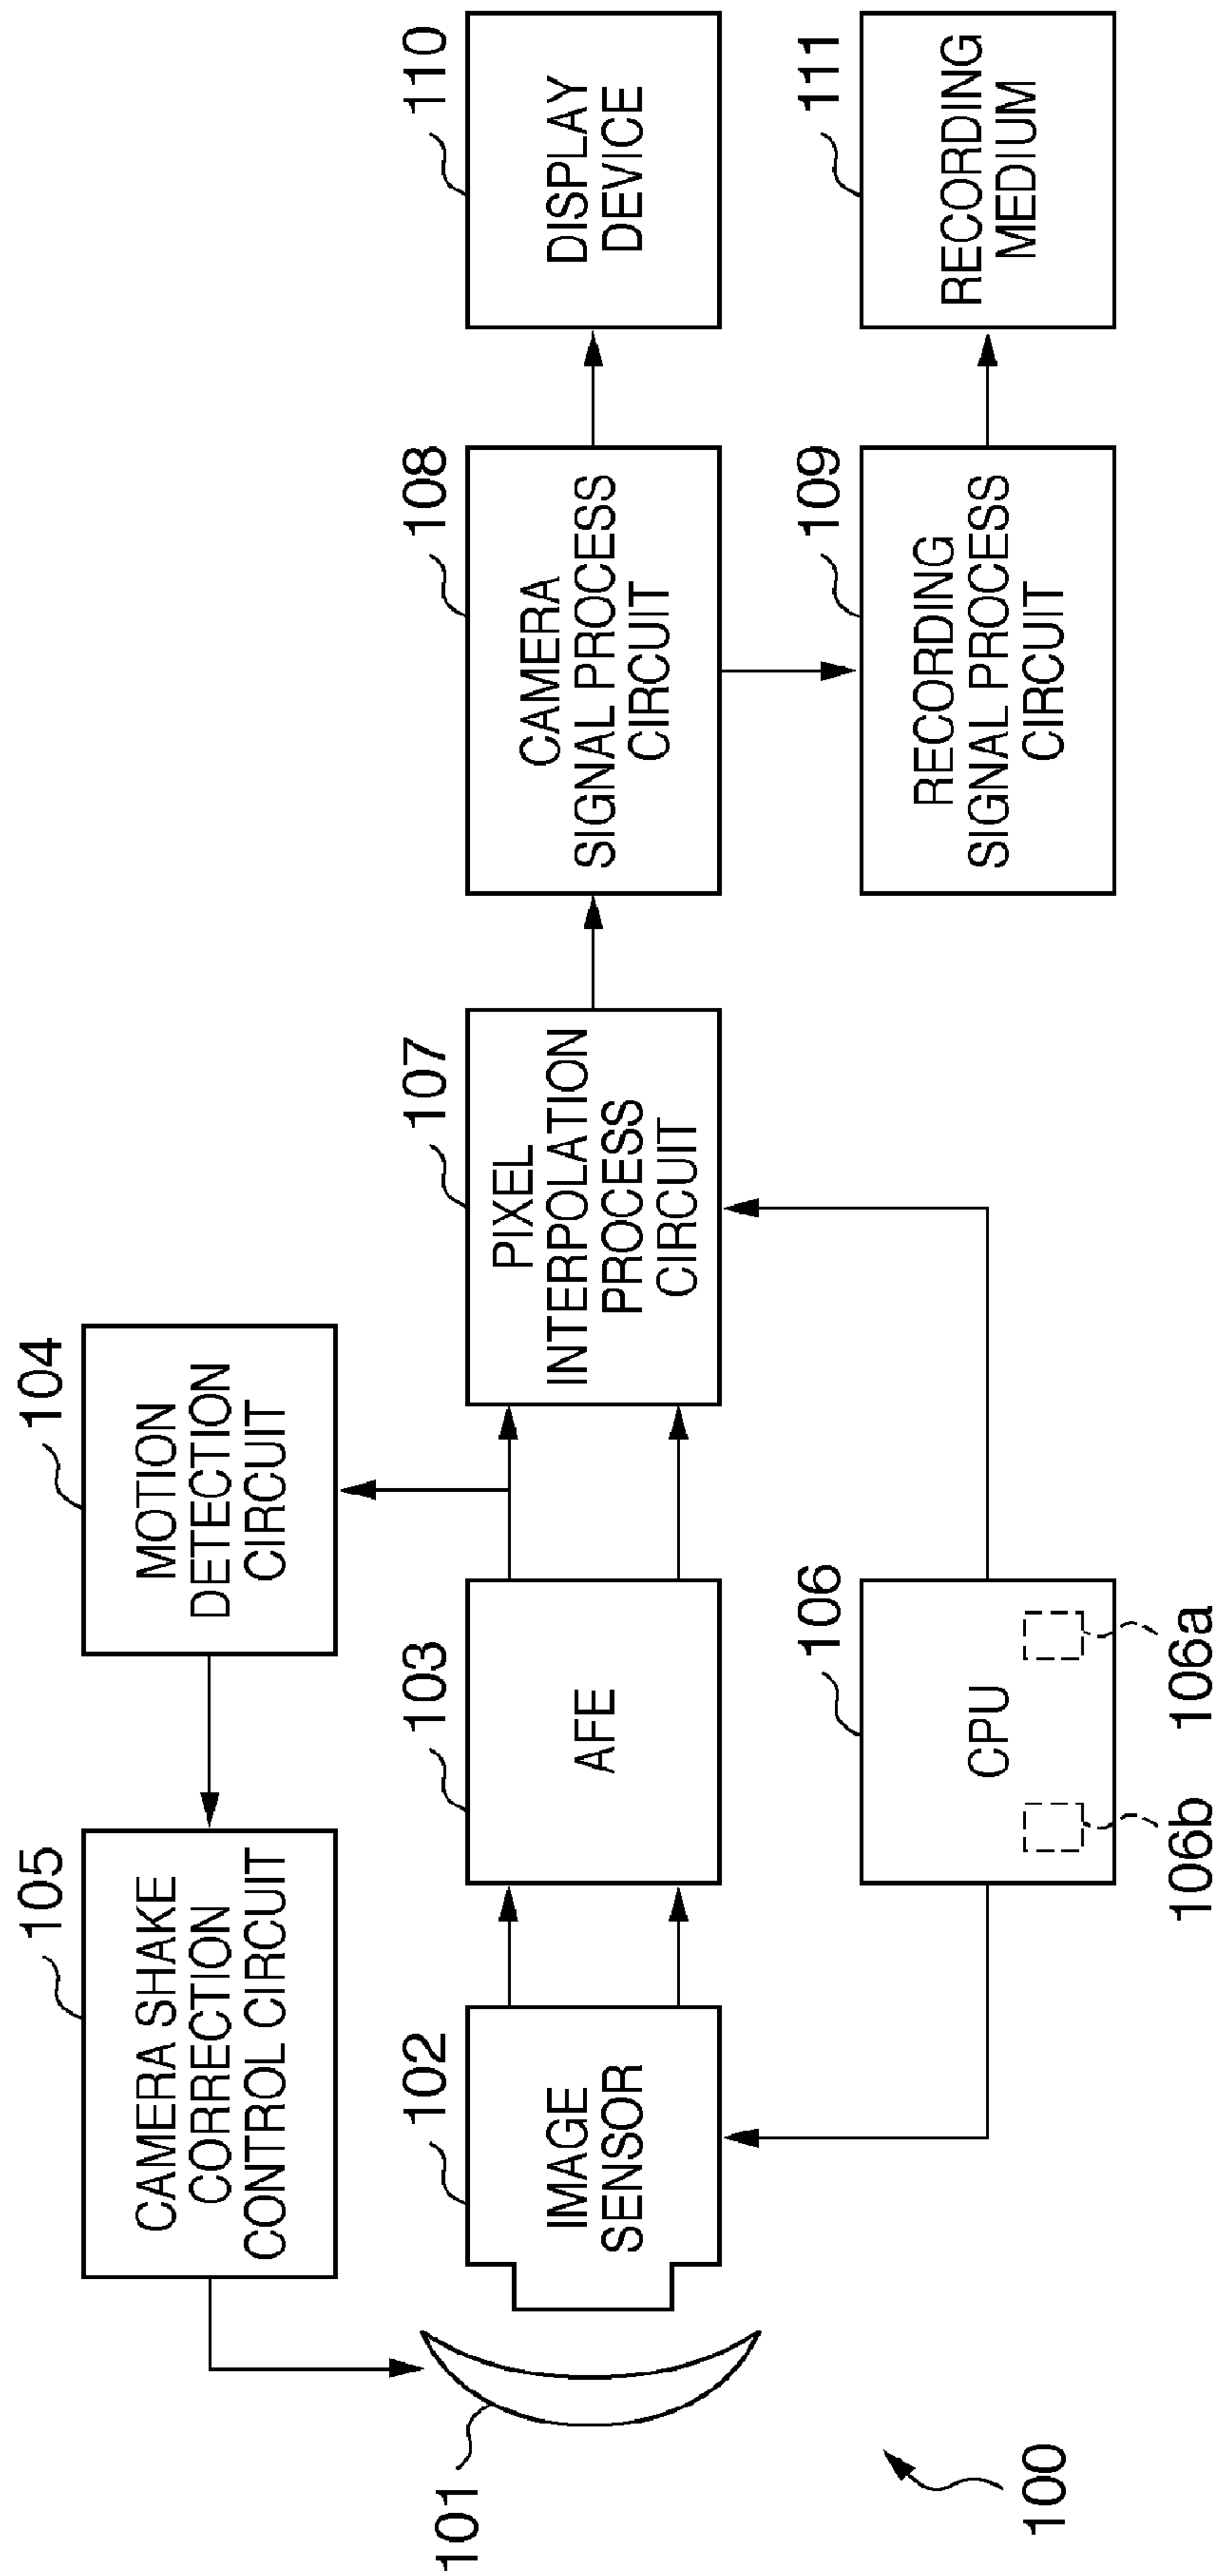 105
CAMERA SHAKE
CORRECTION
CONTROL CIRCUIT
104
MOTION
DETECTION
CIRCUIT
101
102
IMAGE
SENSOR
103
AFE
107
PIXEL
INTERPOLATION
PROCESS
CIRCUIT
108
CAMERA
SIGNAL PROCESS
CIRCUIT
110
DISPLAY
DEVICE
106
CPU
106b
106a
109
RECORDING
SIGNAL PROCESS
CIRCUIT
111
RECORDING
MEDIUM
100